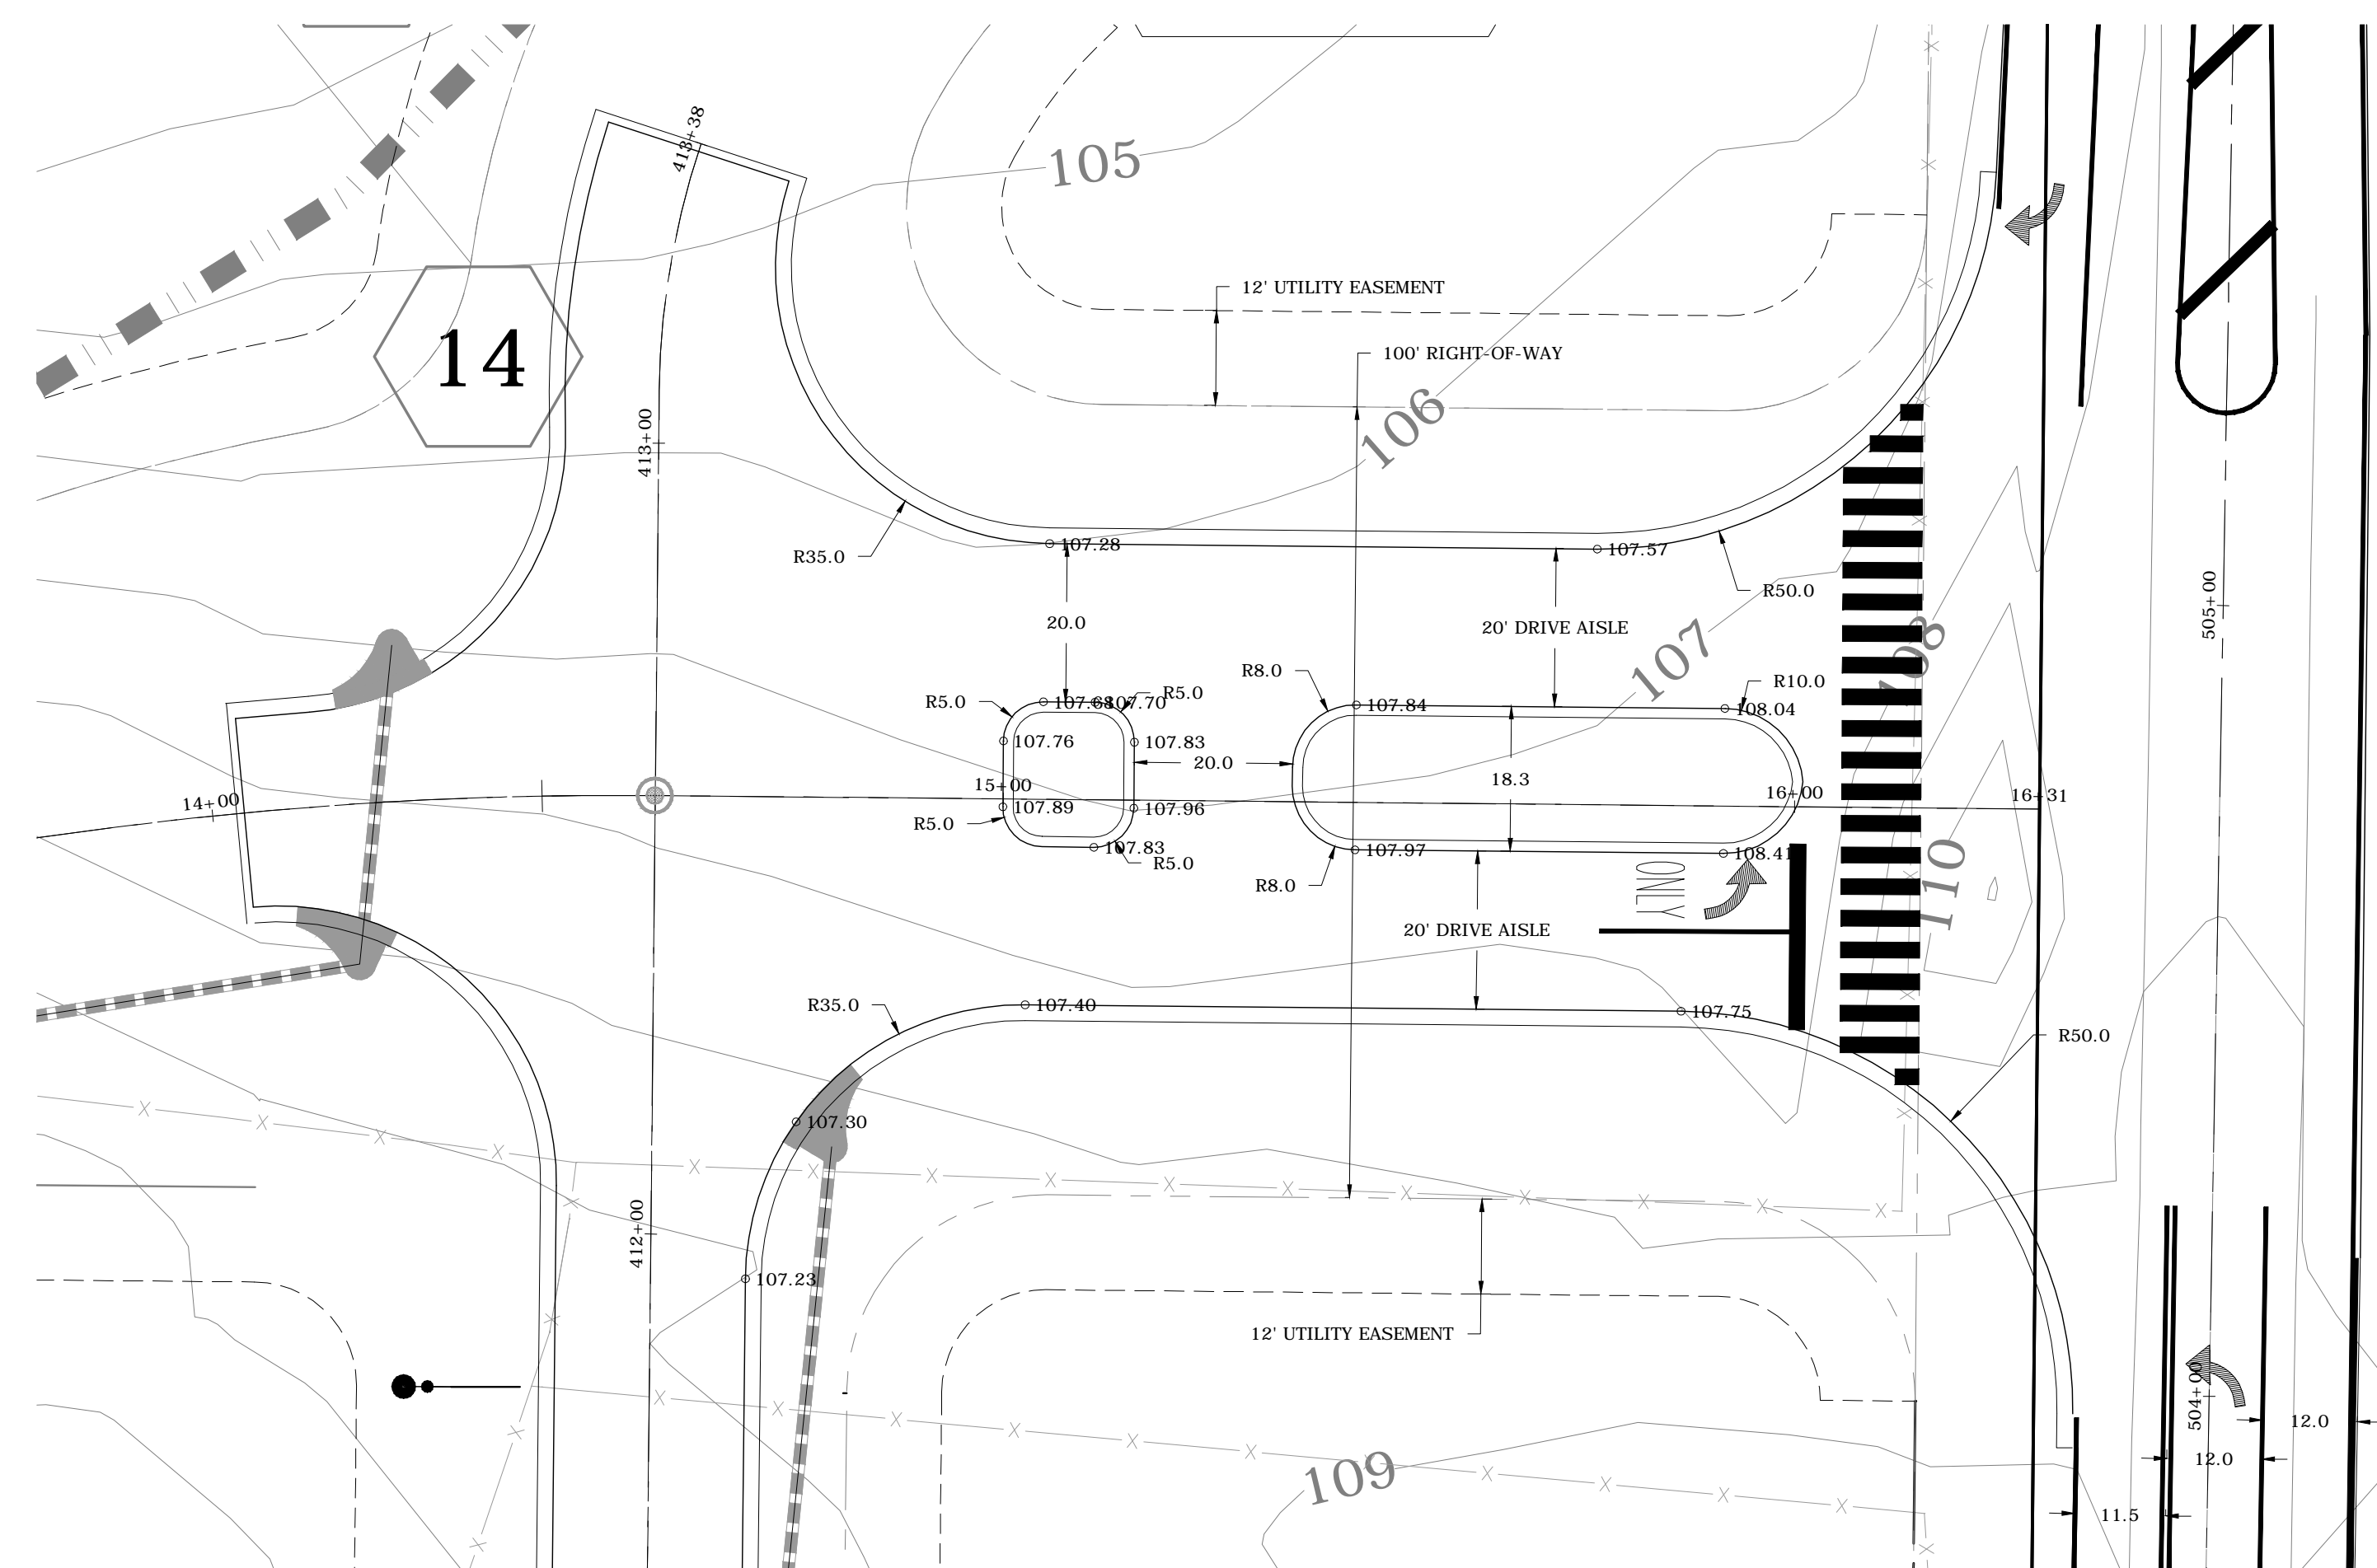 413+38
105
12' UTILITY EASEMENT
14
100' RIGHT-OF-WAY
106
413+00
R35.0
107.28
107.57
R50.0
505+00
20.0
20' DRIVE AISLE
107
108
R8.0
R10.0
R5.0
107.68
107.70
R5.0
107.84
108.04
107.76
107.83
20.0
18.3
14+00
15+00
16+00
16+31
107.89
107.96
R5.0
107.83
R5.0
107.97
108.41
R8.0
ONLY
110
20' DRIVE AISLE
R35.0
107.40
107.75
R50.0
107.30
412+00
107.23
12' UTILITY EASEMENT
504+00
12.0
12.0
109
11.5